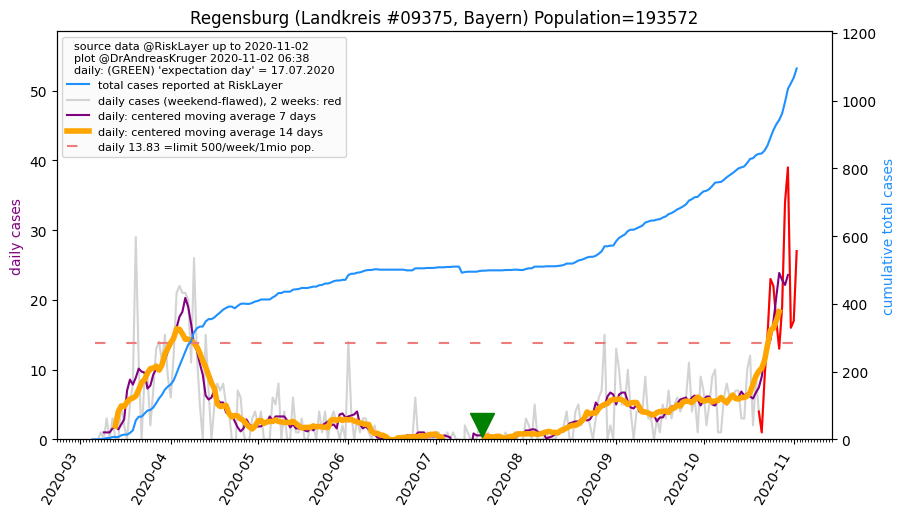 Regensburg (Landkreis #09375, Bayern) Population=193572
source data @RiskLayer up to 2020-11-02
plot @DrAndreasKruger 2020-11-02 06:38
daily: (GREEN) 'expectation day' = 17.07.2020
total cases reported at RiskLayer
daily cases (weekend-flawed), 2 weeks: red
daily: centered moving average 7 days
daily: centered moving average 14 days
daily 13.83 =limit 500/week/1mio pop.
daily cases
50
40
30
20
10
0
cumulative total cases
1200
1000
800
600
400
200
0
2020-03
2020-04
2020-05
2020-06
2020-07
2020-08
2020-09
2020-10
2020-11